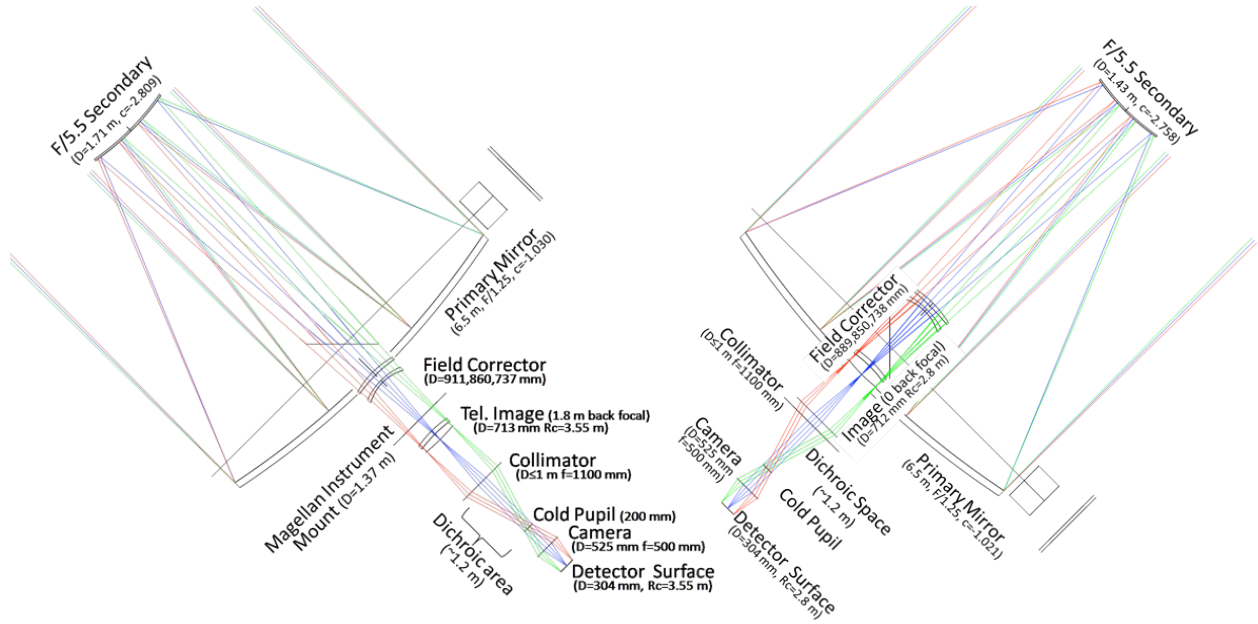 F/5.5 Secondary
(D=1.71 m, c=-2.809)
Primary Mirror
(6.5 m, F/1.25, c=-1.030)
Field Corrector
(D=911,860,737 mm)
Tel. Image (1.8 m back focal)
(D=713 mm Rc=3.55 m)
Magellan Instrument
Mount (D=1.37 m)
Collimator
(D≤1 m f=1100 mm)
Dichroic area
(~1.2 m)
Cold Pupil (200 mm)
Camera
(D=525 mm f=500 mm)
Detector Surface
(D=304 mm, Rc=3.55 m)
F/5.5 Secondary
(D=1.43 m, c=-2.758)
Field Corrector
(D=889,850,738 mm)
Collimator
(D≤1 m f=1100 mm)
Image (0 back focal)
(D=712 mm Rc=2.8 m)
Camera
(D=525 mm
f=500 mm)
Dichroic Space
(~1.2 m)
Cold Pupil
Primary Mirror
(6.5 m, F/1.25, c=-1.021)
Detector Surface
(D=304 mm, Rc=2.8 m)